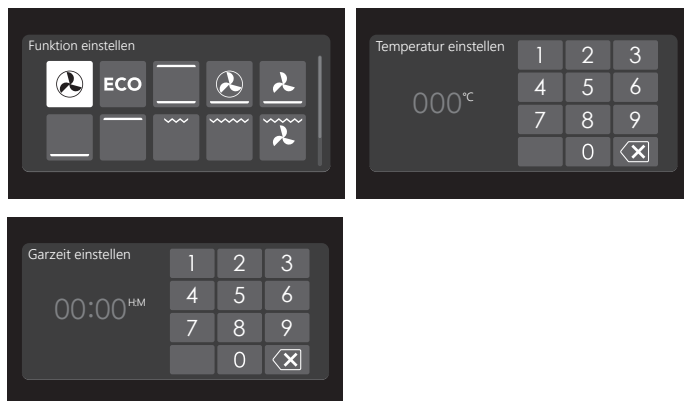 Funktion einstellen
ECO
Temperatur einstellen
000°C
1 2 3
4 5 6
7 8 9
0
Garzeit einstellen
00:00 H:M
1 2 3
4 5 6
7 8 9
0